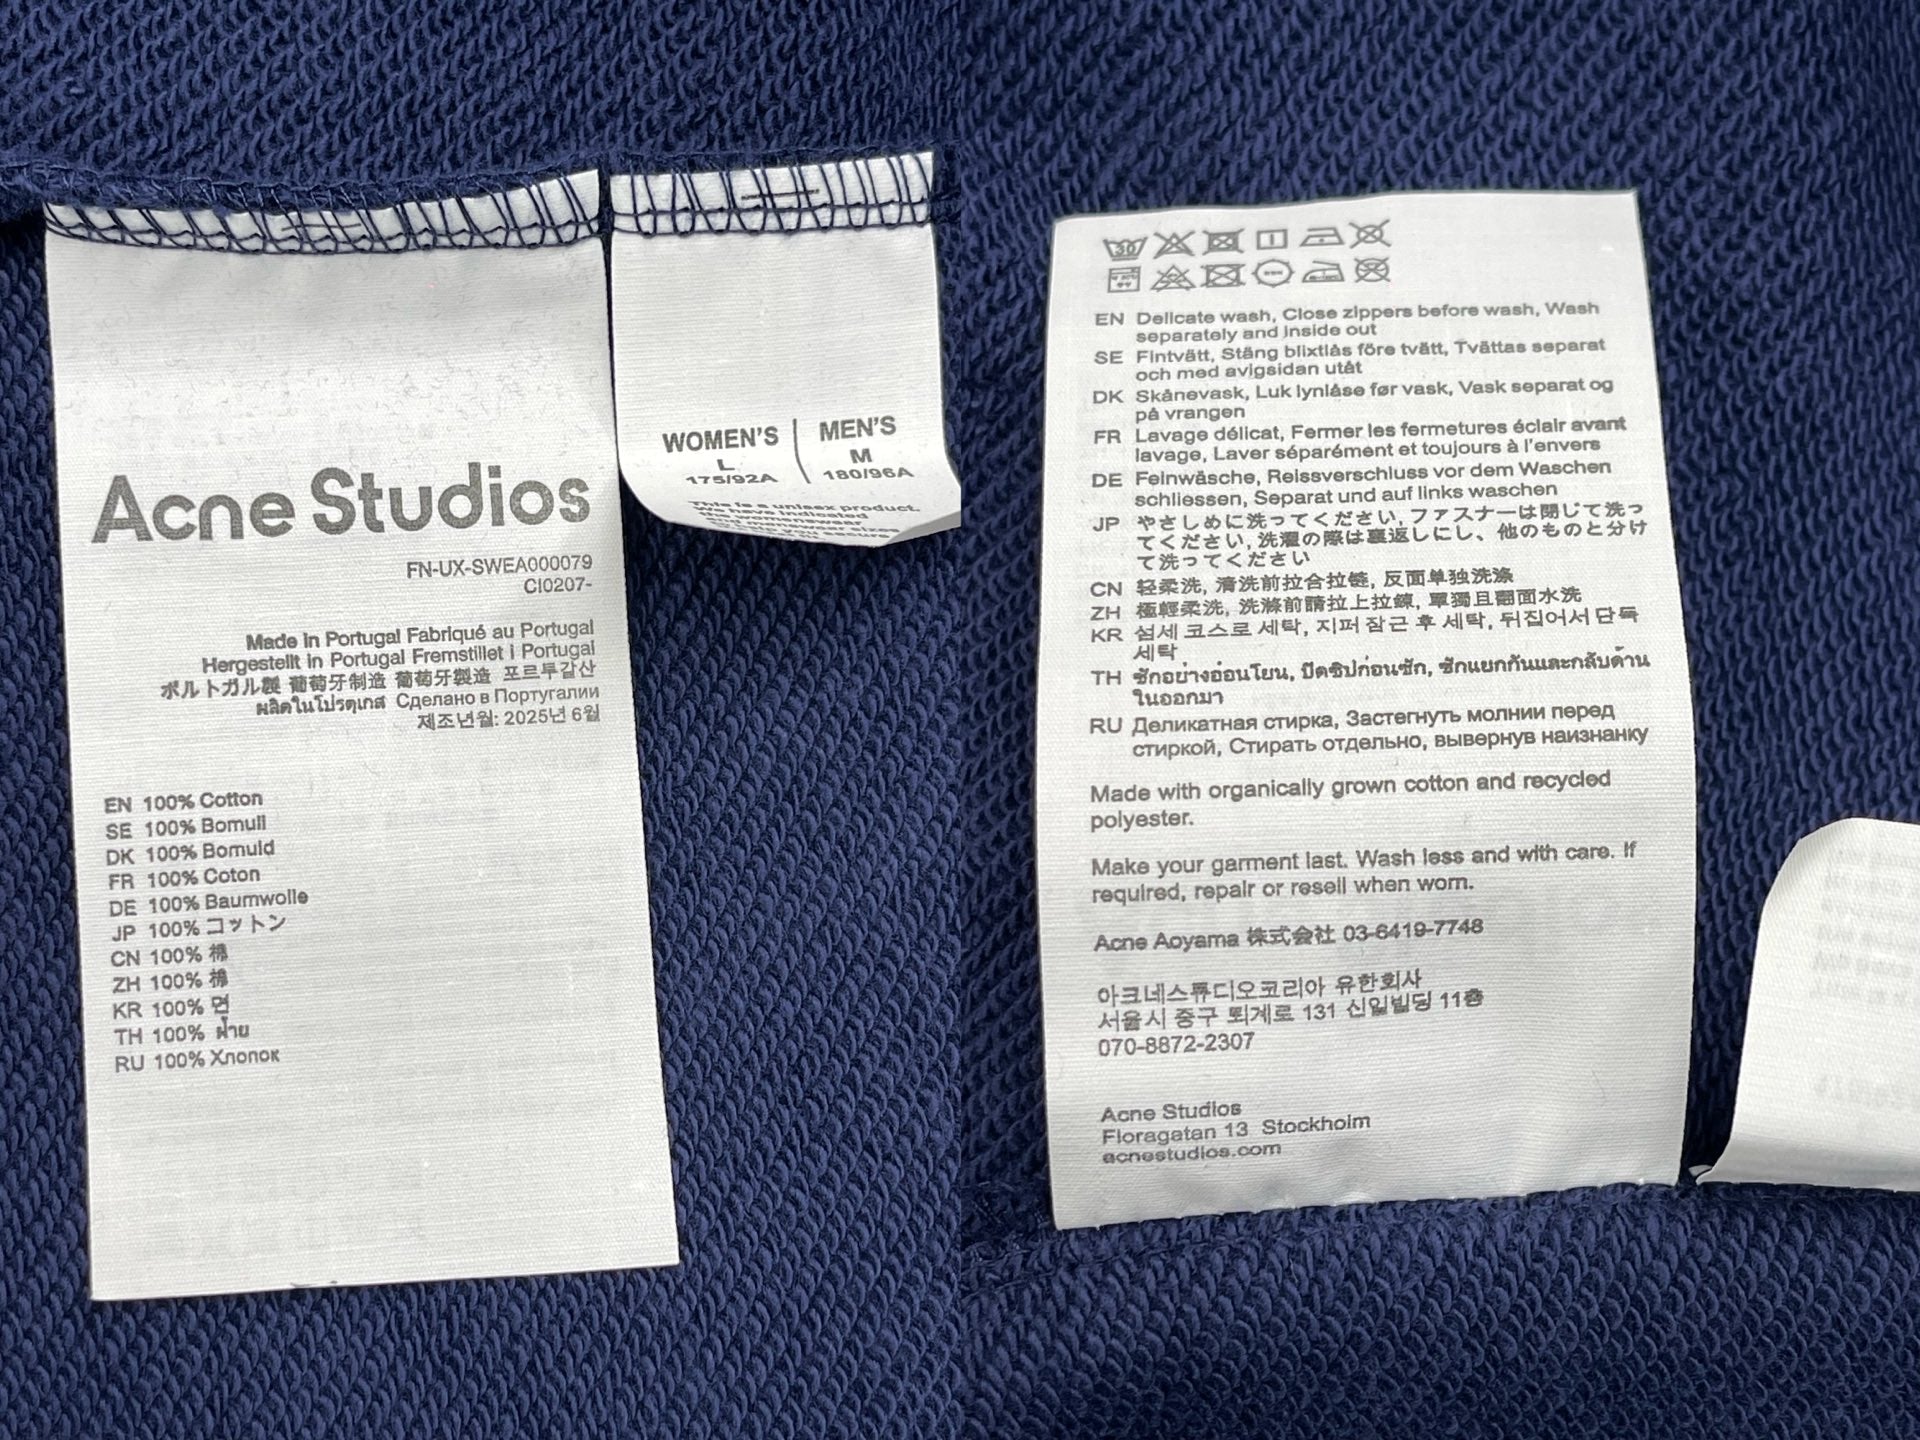 Acne Studios
FN-UX-SWEA000079
CI0207-
Made in Portugal Fabriqué au Portugal
Hergestellt in Portugal Fremstillet i Portugal
ポルトガル製 葡萄牙制造 葡萄牙製造 포르투갈산
ผลิตในโปรตุเกส Сделано в Португалии
제조년월: 2025년 6월
EN 100% Cotton
SE 100% Bomull
DK 100% Bomuld
FR 100% Coton
DE 100% Baumwolle
JP 100% コットン
CN 100% 棉
ZH 100% 棉
KR 100% 면
TH 100% ฝ้าย
RU 100% Хлопок
WOMEN'S | MEN'S
L M
175/92A 180/96A
This is a unisex product.
30
EN Delicate wash, Close zippers before wash, Wash
separately and inside out
SE Fintvätt, Stäng blixtlås före tvätt, Tvättas separat
och med avigsidan utåt
DK Skånevask, Luk lynlåse før vask, Vask separat og
på vrangen
FR Lavage délicat, Fermer les fermetures éclair avant
lavage, Laver séparément et toujours à l'envers
DE Feinwäsche, Reissverschluss vor dem Waschen
schliessen, Separat und auf links waschen
JP やさしめに洗ってください, ファスナーは閉じて洗っ
てください, 洗濯の際は裏返しにし、他のものと分け
て洗ってください
CN 轻柔洗, 清洗前拉合拉链, 反面单独洗涤
ZH 極輕柔洗, 洗滌前請拉上拉鍊, 單獨且翻面水洗
KR 섬세 코스로 세탁, 지퍼 잠근 후 세탁, 뒤집어서 단독
세탁
TH ซักอย่างอ่อนโยน, ปิดซิปก่อนซัก, ซักแยกกันและกลับด้าน
ในออกมา
RU Деликатная стирка, Застегнуть молнии перед
стиркой, Стирать отдельно, вывернув наизнанку
Made with organically grown cotton and recycled
polyester.
Make your garment last. Wash less and with care. If
required, repair or resell when worn.
Acne Aoyama 株式会社 03-6419-7748
아크네스튜디오코리아 유한회사
서울시 중구 퇴계로 131 신일빌딩 11층
070-8872-2307
Acne Studios
Floragatan 13 Stockholm
acnestudios.com